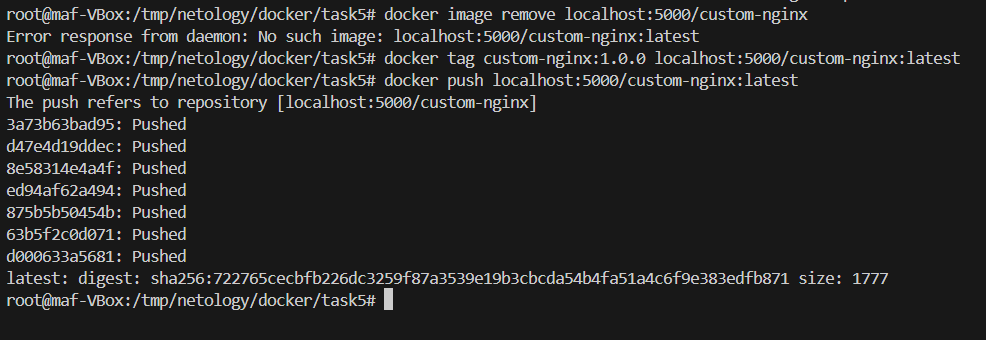 root@maf-VBox:/tmp/netology/docker/task5# docker image remove localhost:5000/custom-nginx
Error response from daemon: No such image: localhost:5000/custom-nginx:latest
root@maf-VBox:/tmp/netology/docker/task5# docker tag custom-nginx:1.0.0 localhost:5000/custom-nginx:latest
root@maf-VBox:/tmp/netology/docker/task5# docker push localhost:5000/custom-nginx:latest
The push refers to repository [localhost:5000/custom-nginx]
3a73b63bad95: Pushed
d47e4d19ddec: Pushed
8e58314e4a4f: Pushed
ed94af62a494: Pushed
875b5b50454b: Pushed
63b5f2c0d071: Pushed
d000633a5681: Pushed
latest: digest: sha256:722765cecbfb226dc3259f87a3539e19b3cbcda54b4fa51a4c6f9e383edfb871 size: 1777
root@maf-VBox:/tmp/netology/docker/task5#